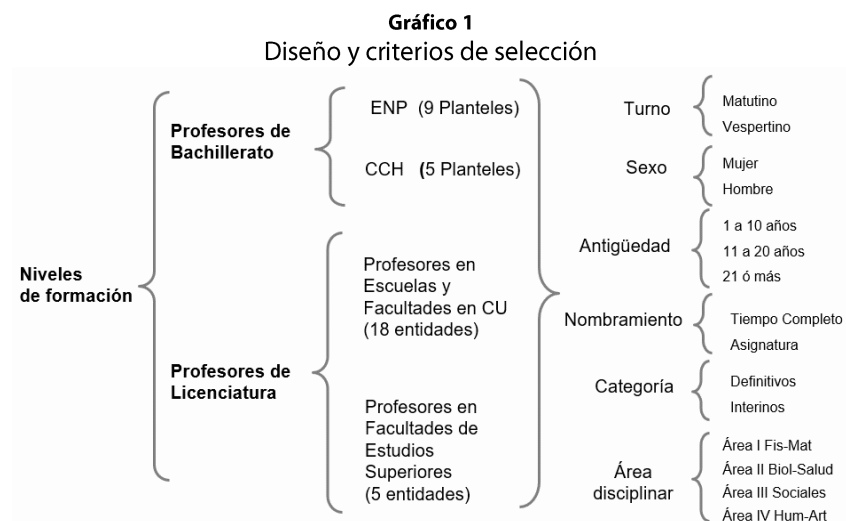 Gráfico 1
Diseño y criterios de selección
Niveles
de formación
Profesores de
Bachillerato
ENP (9 Planteles)
CCH (5 Planteles)
Profesores de
Licenciatura
Profesores en
Escuelas y
Facultades en CU
(18 entidades)
Profesores en
Facultades de
Estudios
Superiores
(5 entidades)
Turno
Matutino
Vespertino
Sexo
Mujer
Hombre
Antigüedad
1 a 10 años
11 a 20 años
21 ó más
Nombramiento
Tiempo Completo
Asignatura
Categoría
Definitivos
Interinos
Área
disciplinar
Área I Fis-Mat
Área II Biol-Salud
Área III Sociales
Área IV Hum-Art